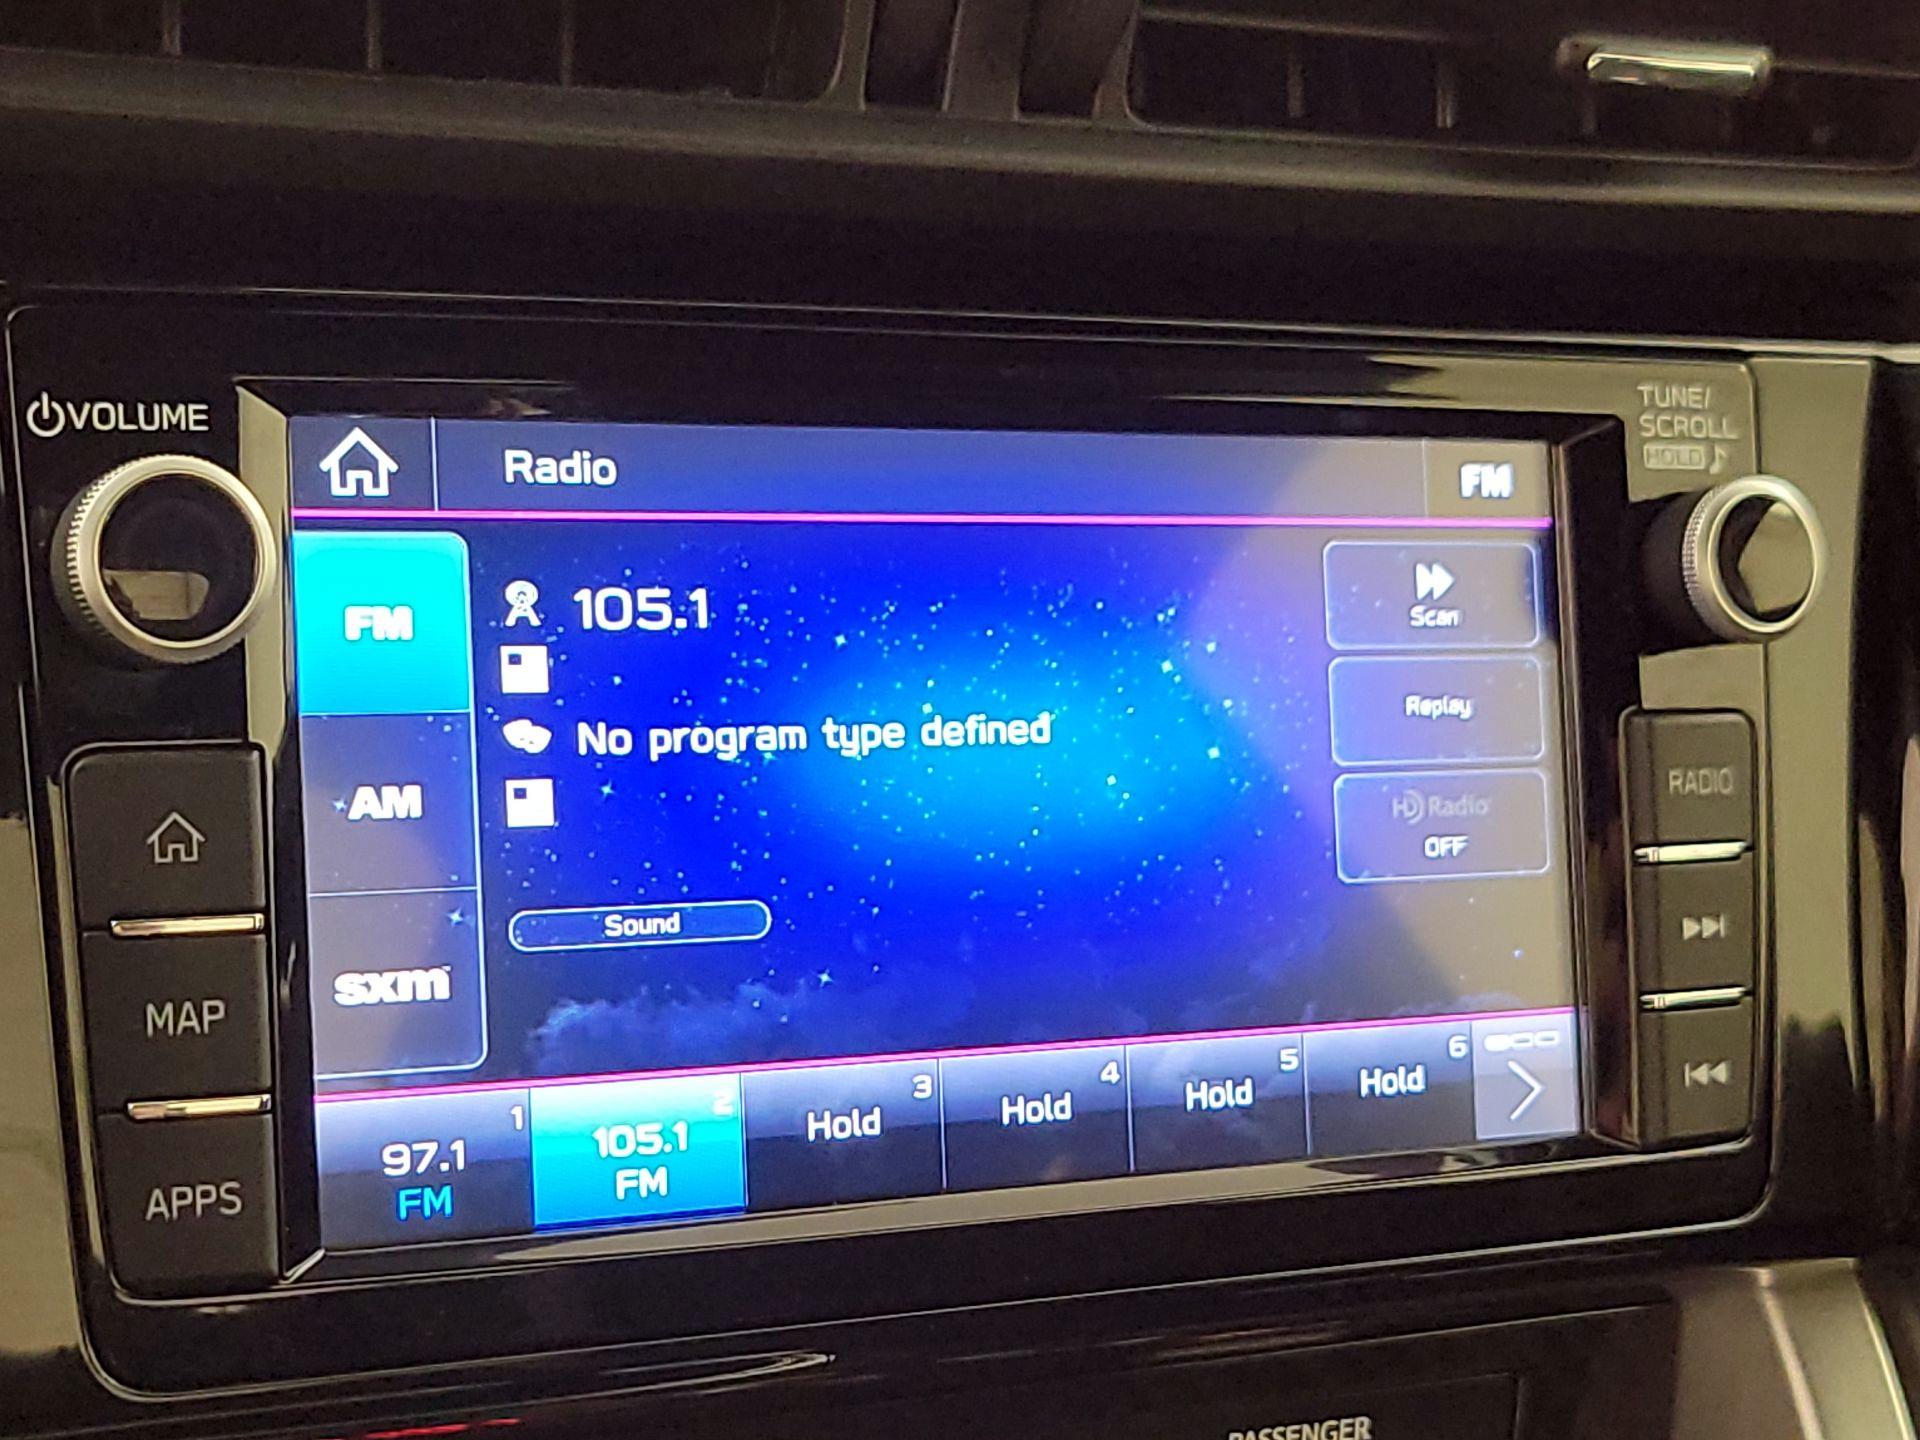 VOLUME
TUNE/
SCROLL
HOLD
Radio
FM
FM
105.1
Scan
Replay
No program type defined
RADIO
AM
HD Radio
OFF
Sound
sxm
MAP
1
97.1
FM
2
105.1
FM
3
Hold
4
Hold
5
Hold
6
Hold
APPS
PASSENGER